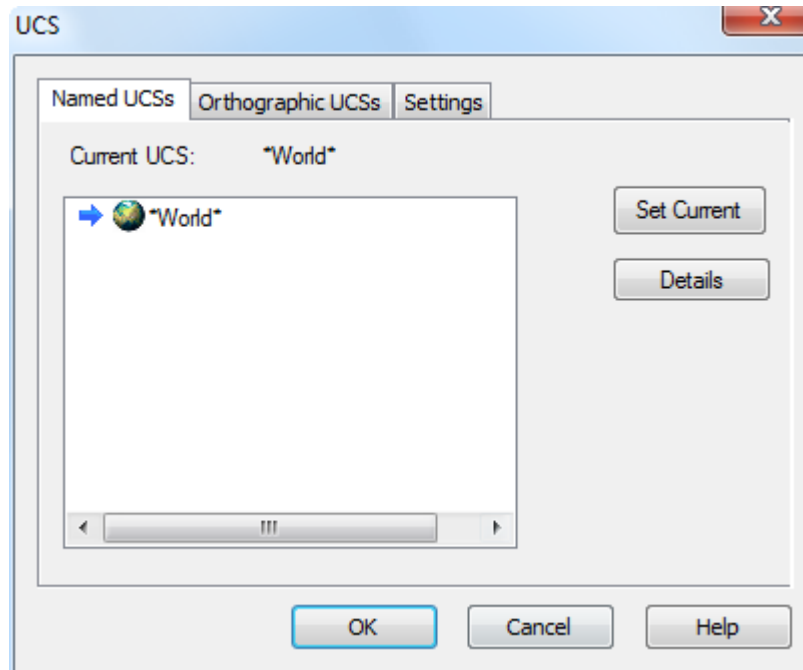 UCS
Named UCSs Orthographic UCSs Settings
Current UCS: *World*
*World*
Set Current
Details
OK Cancel Help